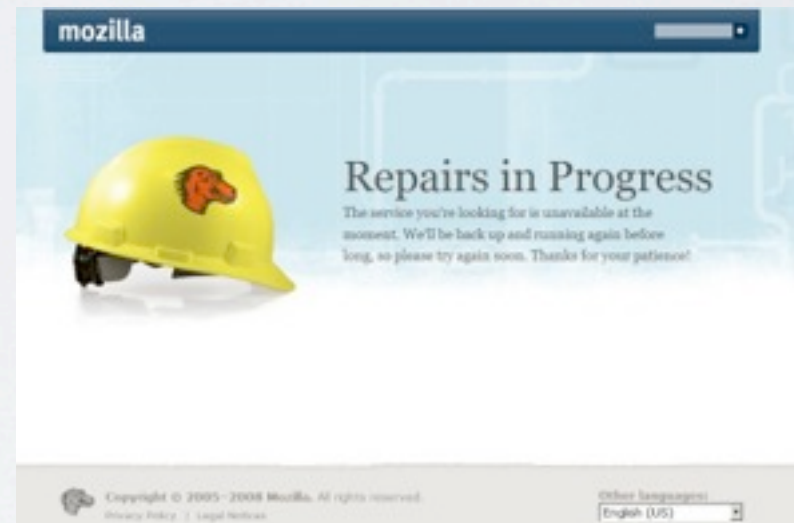 mozilla
Repairs in Progress
The service you're looking for is unavailable at the
moment. We'll be back up and running again before
long, so please try again soon. Thanks for your patience!
Copyright © 2005–2008 Mozilla. All rights reserved.
Other languages:
Privacy Policy | Legal Notices
English (US)